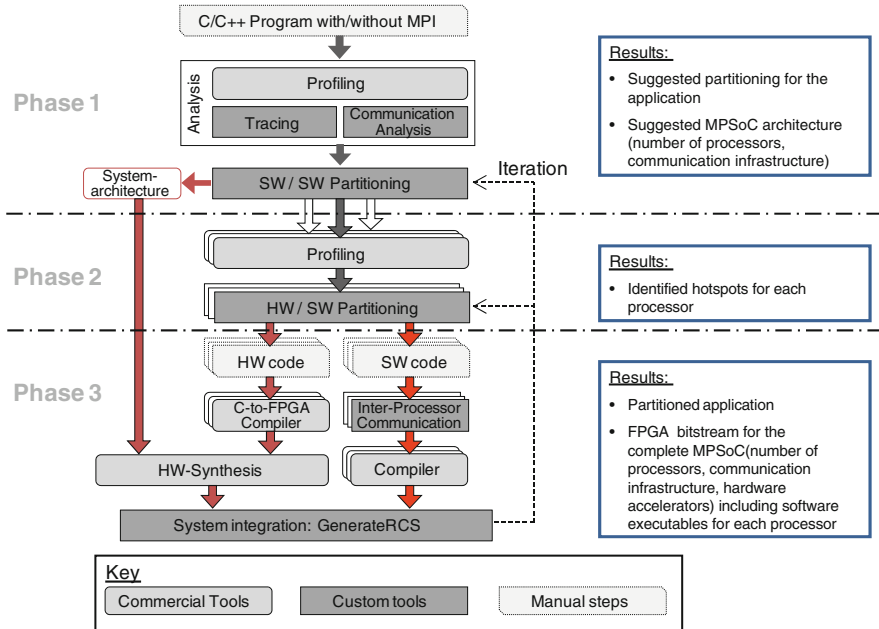 C/C++ Program with/without MPI
Phase 1
Analysis
Profiling
Tracing
Communication
Analysis
System-
architecture
SW / SW Partitioning
Iteration
Results:
• Suggested partitioning for the
application
• Suggested MPSoC architecture
(number of processors,
communication infrastructure)
Phase 2
Profiling
HW / SW Partitioning
Results:
• Identified hotspots for each
processor
Phase 3
HW code
SW code
C-to-FPGA
Compiler
Inter-Processor
Communication
HW-Synthesis
Compiler
System integration: GenerateRCS
Results:
• Partitioned application
• FPGA bitstream for the
complete MPSoC(number of
processors, communication
infrastructure, hardware
accelerators) including software
executables for each processor
Key
Commercial Tools
Custom tools
Manual steps